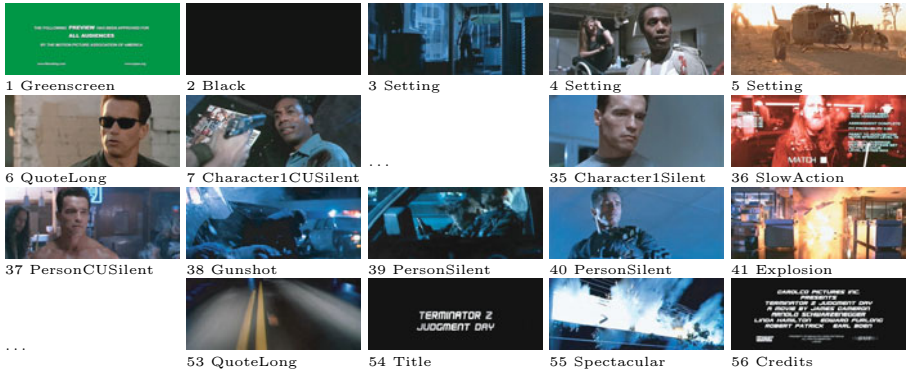 THE FOLLOWING PREVIEW HAS BEEN APPROVED FOR
ALL AUDIENCES
BY THE MOTION PICTURE ASSOCIATION OF AMERICA
1 Greenscreen
2 Black
3 Setting
4 Setting
5 Setting
MATCH
6 QuoteLong
7 Character1CUSilent
...
35 Character1Silent
36 SlowAction
37 PersonCUSilent
38 Gunshot
39 PersonSilent
40 PersonSilent
41 Explosion
TERMINATOR 2
JUDGMENT DAY
CAROLCO PICTURES INC.
PRESENTS
TERMINATOR 2 JUDGMENT DAY
A MOVIE BY JAMES CAMERON
ARNOLD SCHWARZENEGGER
LINDA HAMILTON EDWARD FURLONG
ROBERT PATRICK EARL BOEN
...
53 QuoteLong
54 Title
55 Spectacular
56 Credits